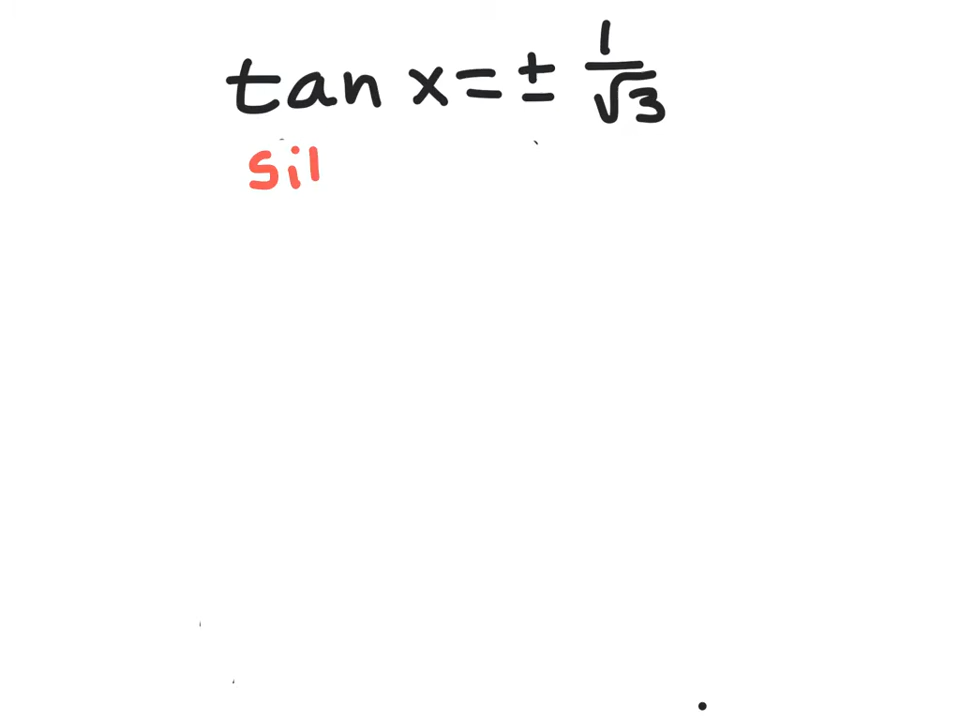 tan x = ± 1/√3
sil